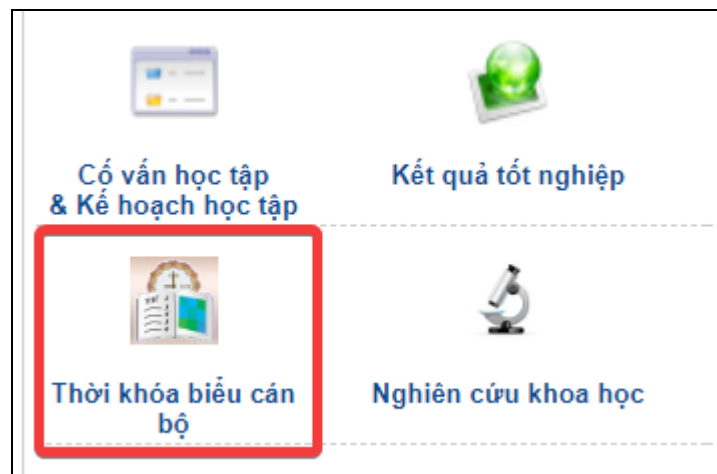 Cố vấn học tập
& Kế hoạch học tập
Kết quả tốt nghiệp
Thời khóa biểu cán
bộ
Nghiên cứu khoa học